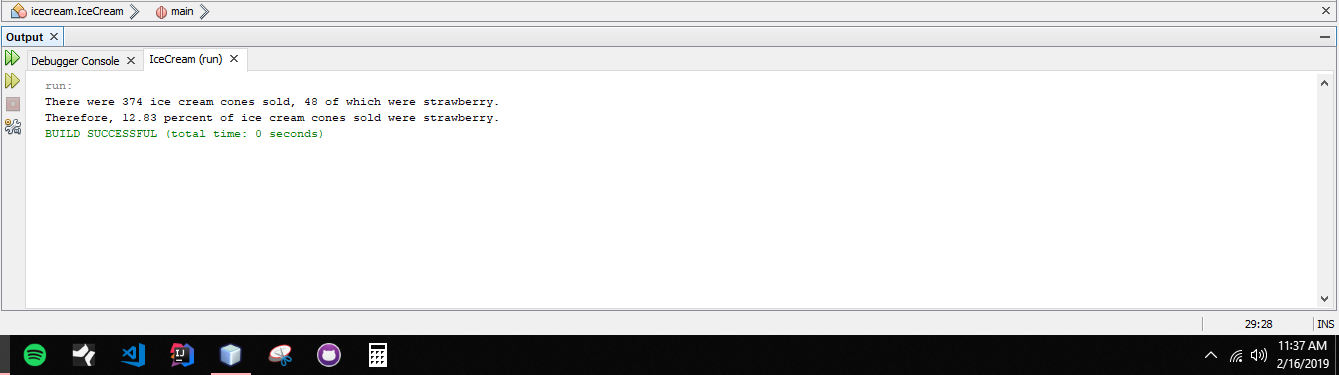 icecream.IceCream main
Output
Debugger Console IceCream (run)
run:
There were 374 ice cream cones sold, 48 of which were strawberry.
Therefore, 12.83 percent of ice cream cones sold were strawberry.
BUILD SUCCESSFUL (total time: 0 seconds)
29:28 INS
IJ
11:37 AM
2/16/2019